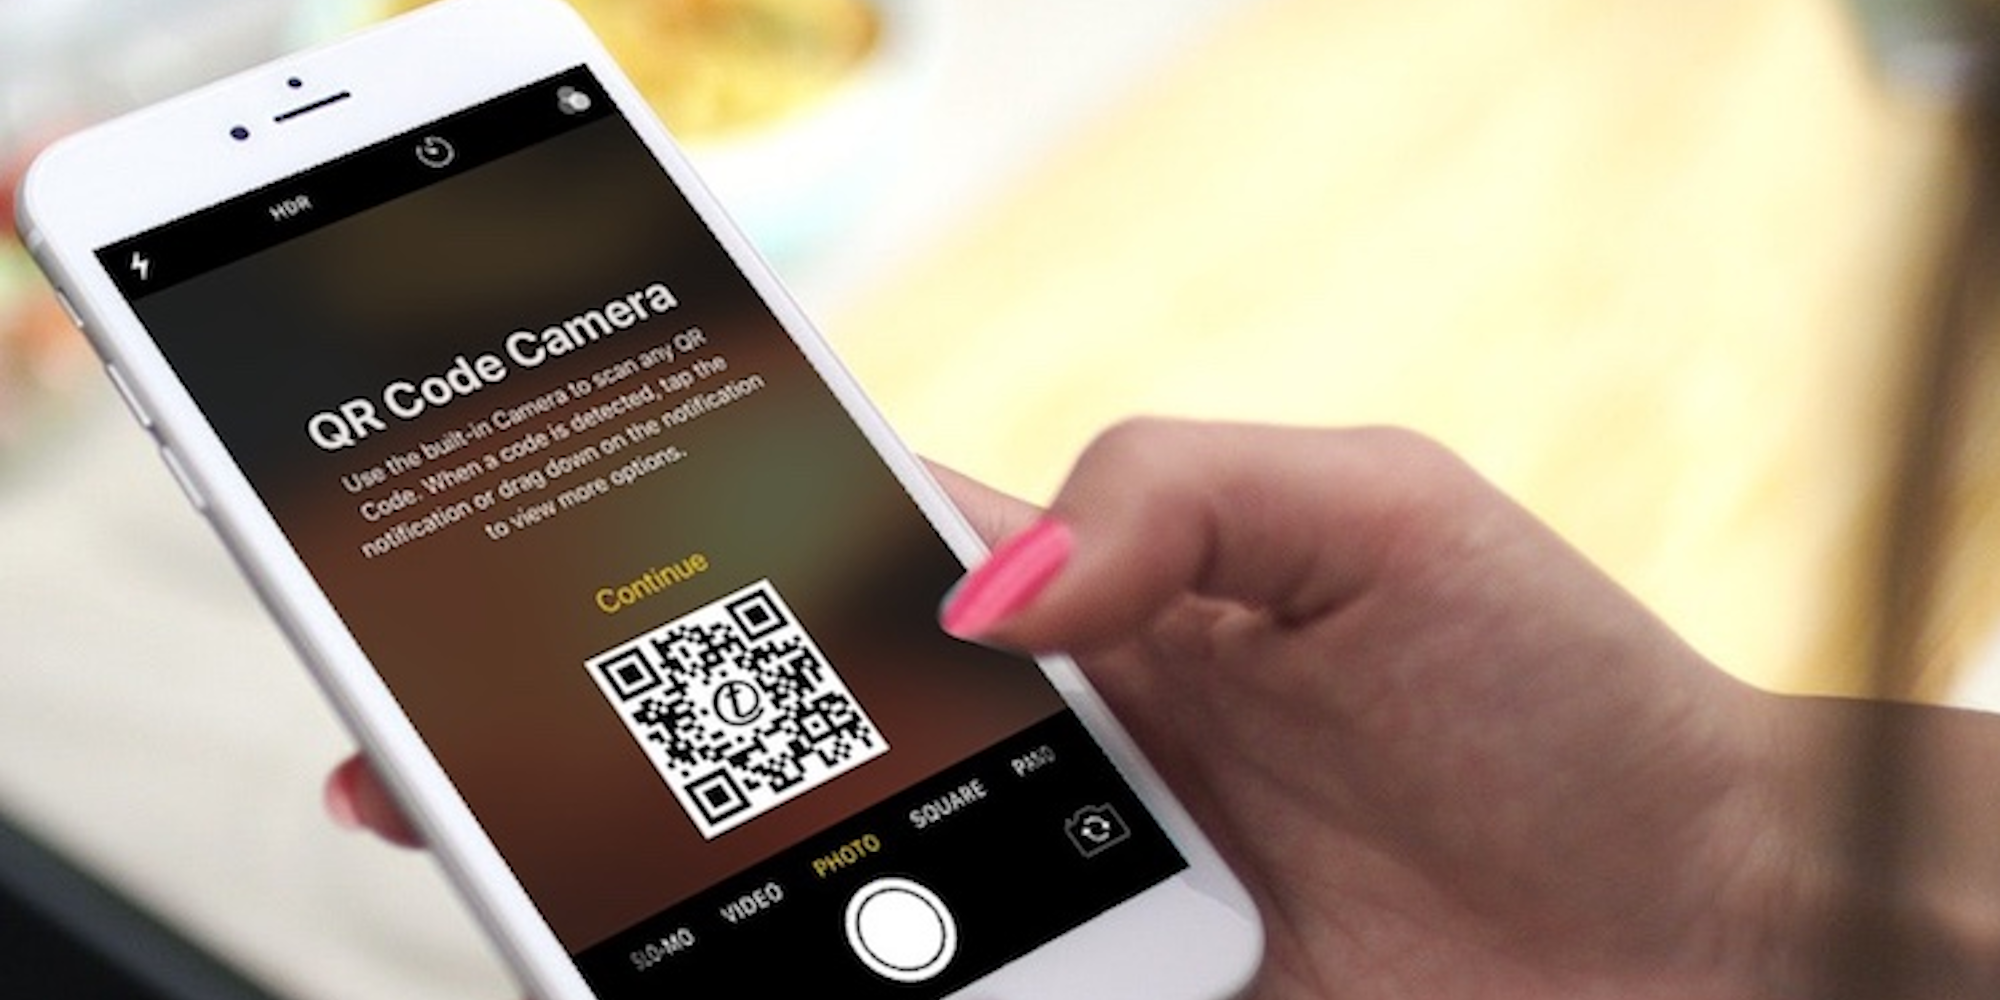 HDR
QR Code Camera
Use the built-in Camera to scan any QR
Code. When a code is detected, tap the
notification or drag down on the notification
to view more options.
Continue
SLO-MO VIDEO PHOTO SQUARE PANO